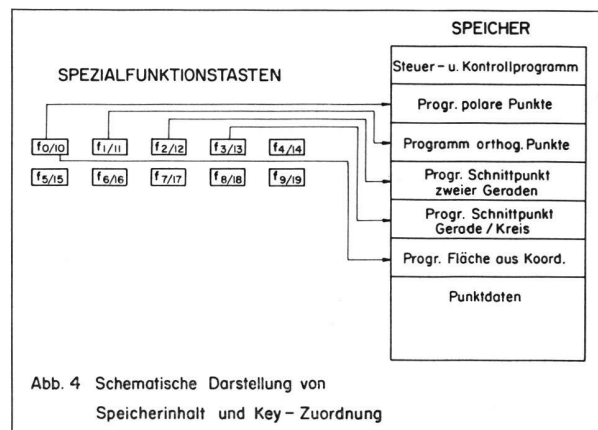 SPEICHER
SPEZIALFUNKTIONSTASTEN
Steuer- u. Kontrollprogramm
Progr. polare Punkte
Programm orthog. Punkte
Progr. Schnittpunkt
zweier Geraden
Progr. Schnittpunkt
Gerade / Kreis
Progr. Fläche aus Koord.
Punktdaten
f0/10 f1/11 f2/12 f3/13 f4/14
f5/15 f6/16 f7/17 f8/18 f9/19
Abb. 4 Schematische Darstellung von
Speicherinhalt und Key - Zuordnung